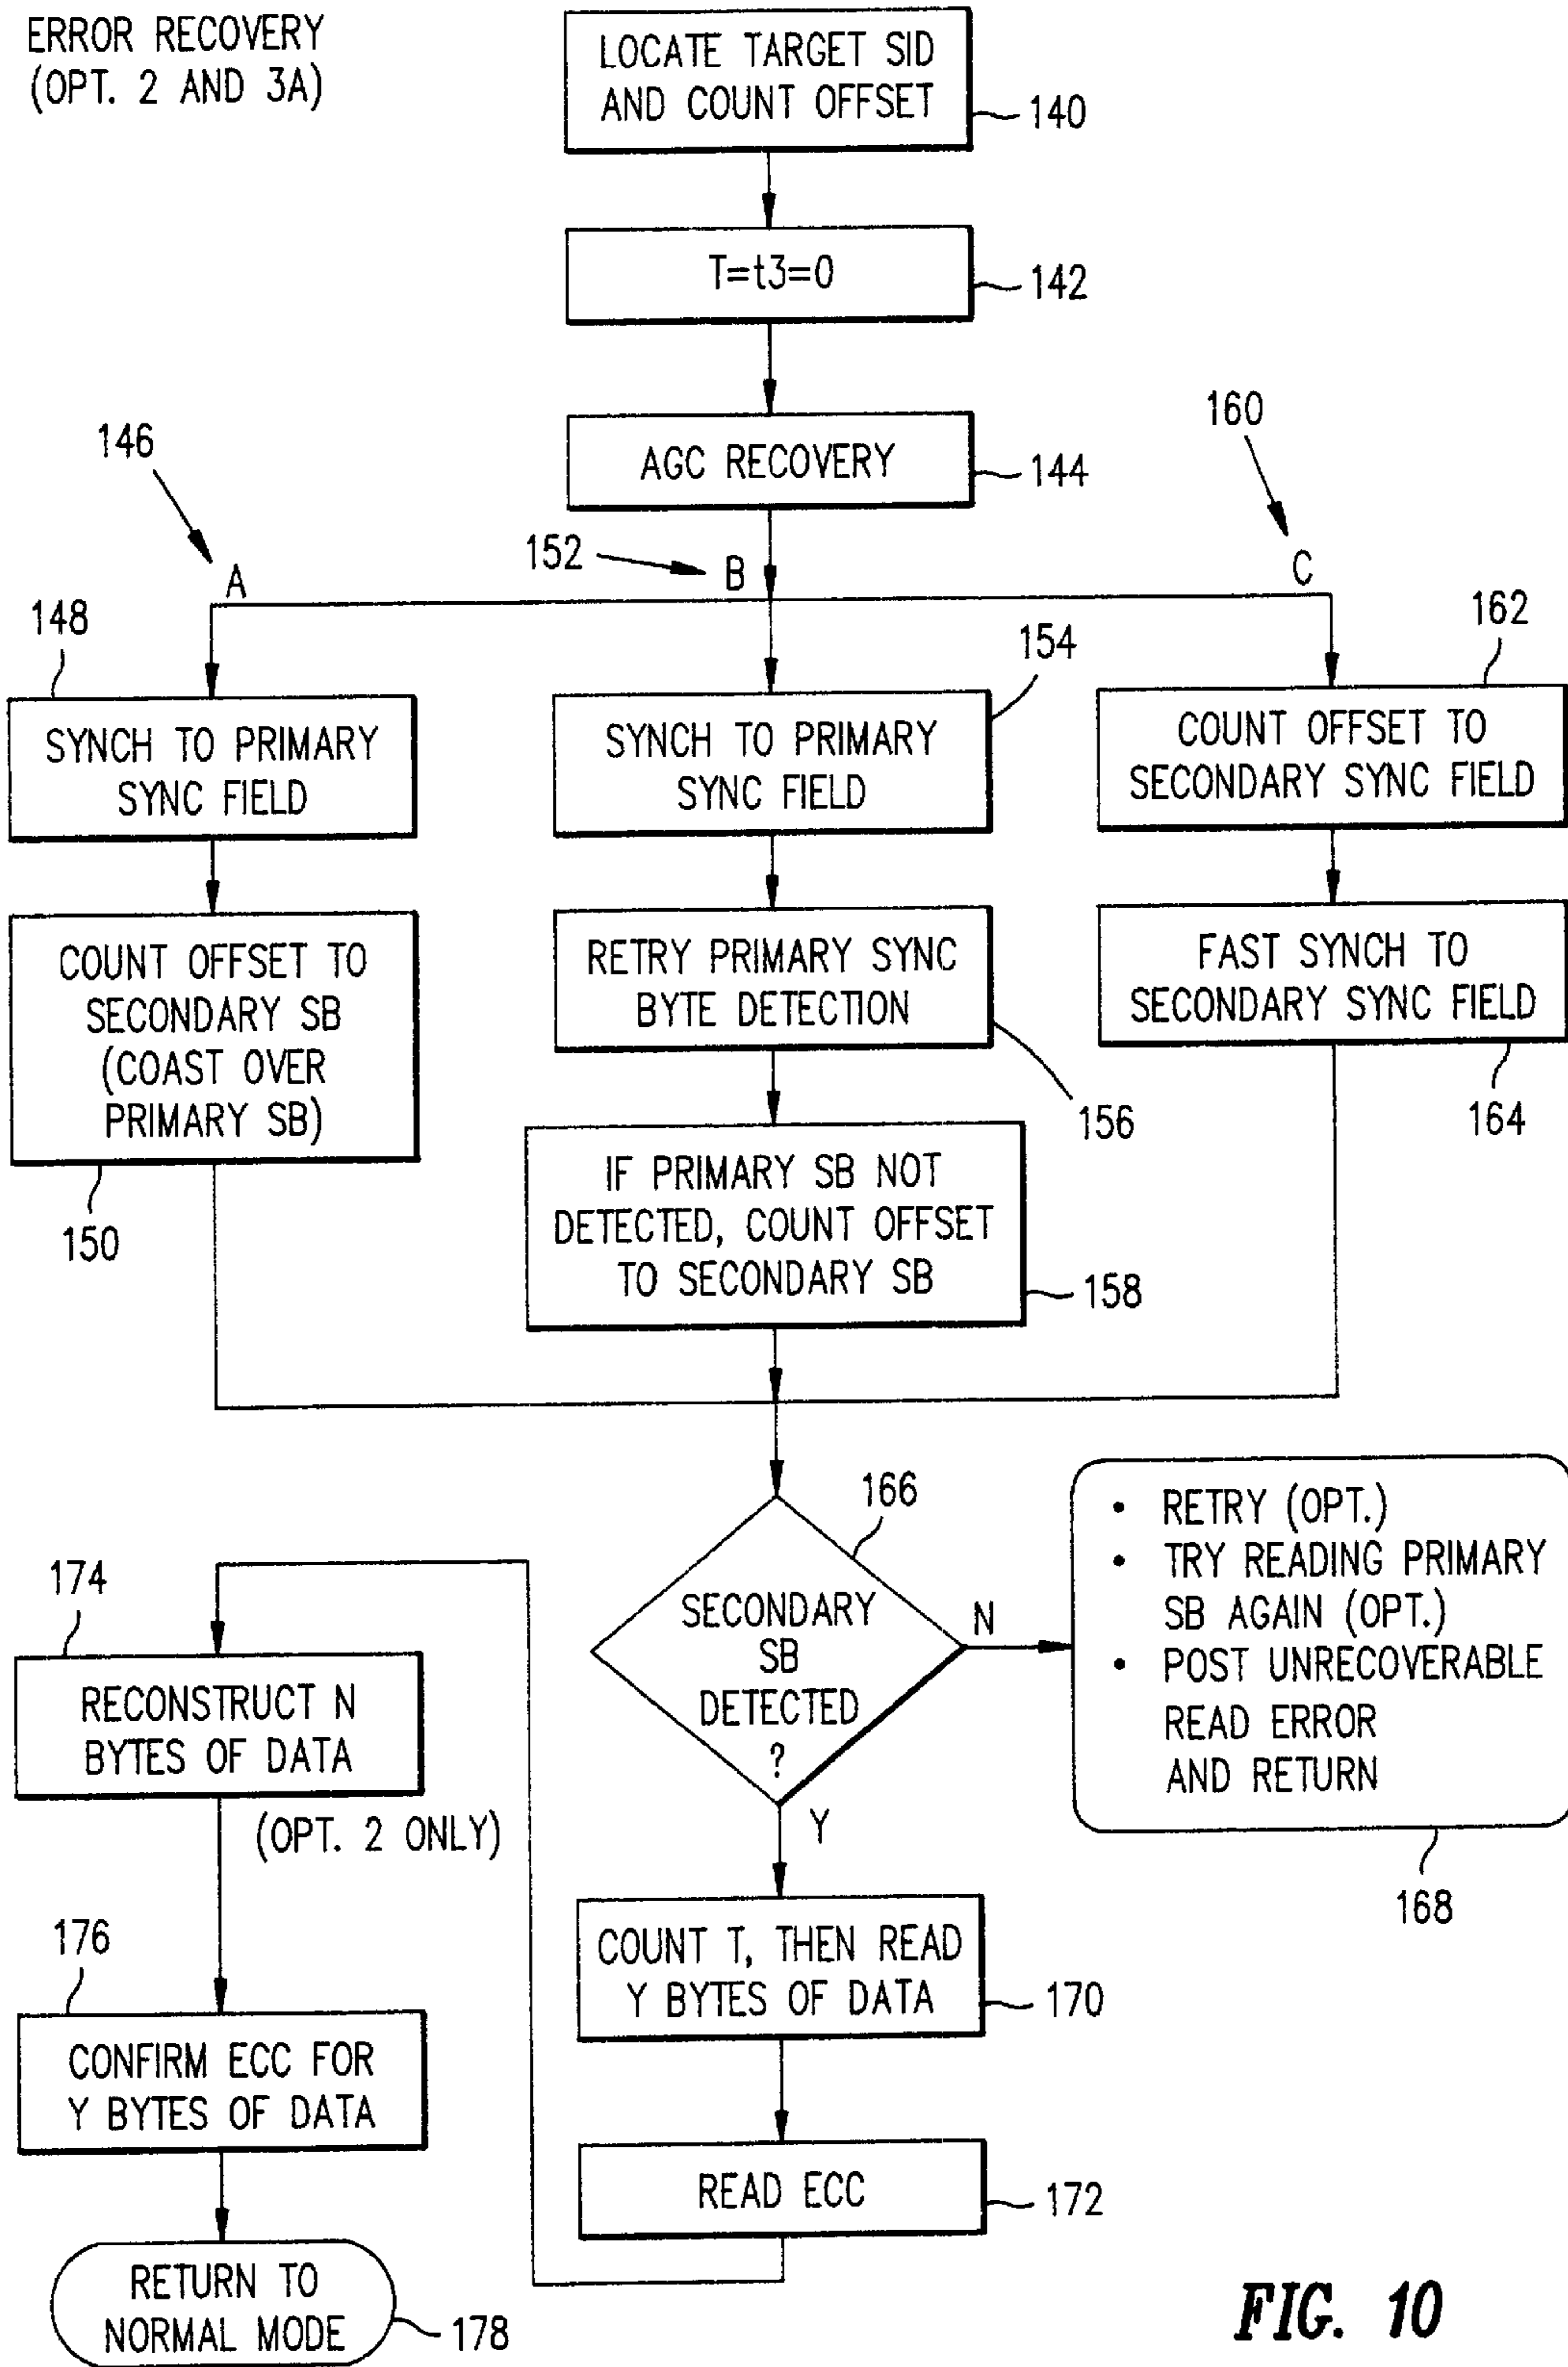 ERROR RECOVERY
(OPT. 2 AND 3A)
LOCATE TARGET SID
AND COUNT OFFSET
140
T=t3=0
142
AGC RECOVERY
144
146
A
152
B
160
C
148
SYNCH TO PRIMARY
SYNC FIELD
COUNT OFFSET TO
SECONDARY SB
(COAST OVER
PRIMARY SB)
150
154
SYNCH TO PRIMARY
SYNC FIELD
RETRY PRIMARY SYNC
BYTE DETECTION
156
IF PRIMARY SB NOT
DETECTED, COUNT OFFSET
TO SECONDARY SB
158
162
COUNT OFFSET TO
SECONDARY SYNC FIELD
FAST SYNCH TO
SECONDARY SYNC FIELD
164
166
SECONDARY
SB
DETECTED
?
N
• RETRY (OPT.)
• TRY READING PRIMARY
SB AGAIN (OPT.)
• POST UNRECOVERABLE
READ ERROR
AND RETURN
168
Y
COUNT T, THEN READ
Y BYTES OF DATA
170
READ ECC
172
174
RECONSTRUCT N
BYTES OF DATA
(OPT. 2 ONLY)
176
CONFIRM ECC FOR
Y BYTES OF DATA
RETURN TO
NORMAL MODE
178
FIG. 10